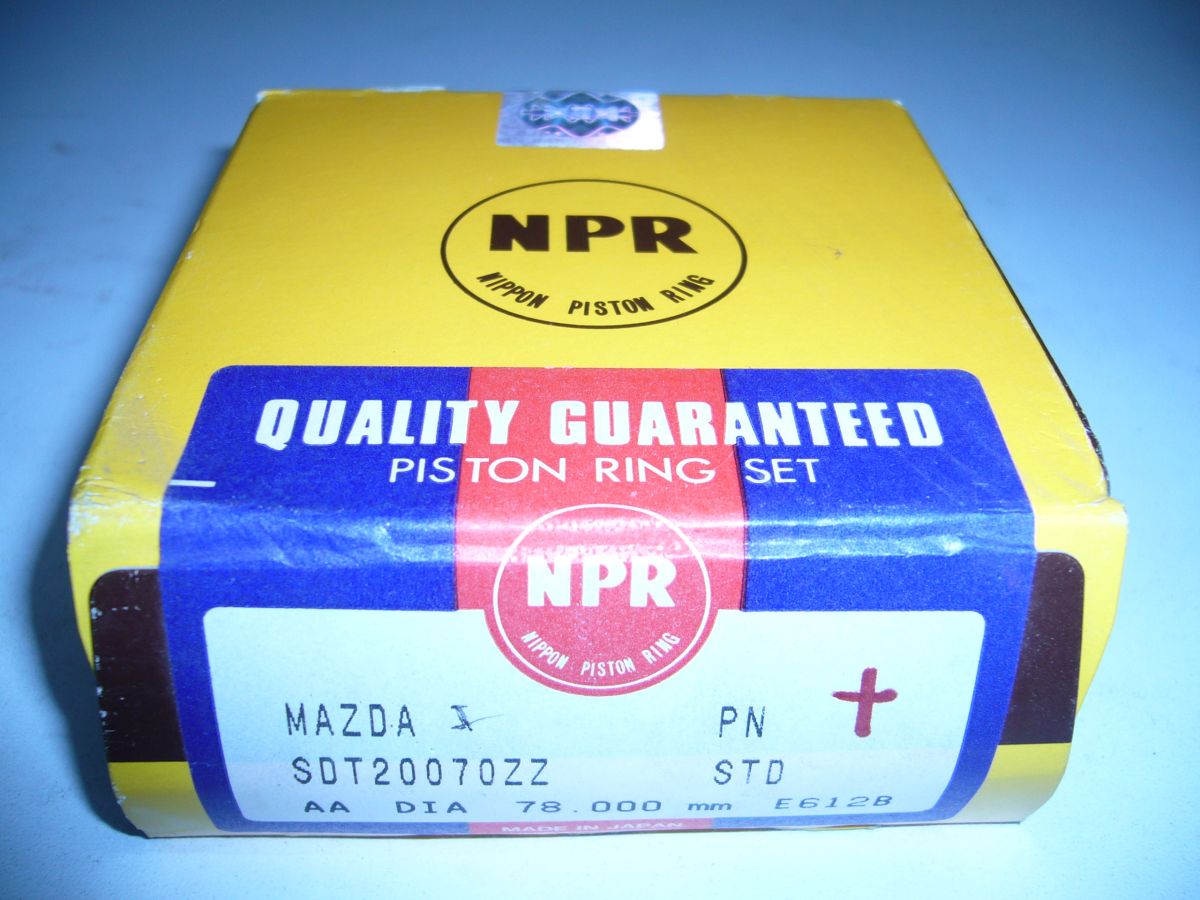 NPR
NIPPON PISTON RING
QUALITY GUARANTEED
PISTON RING SET
NPR
NIPPON PISTON RING
MAZDA PN
SDT20070ZZ STD
AA DIA 78.000 mm E612B
MADE IN JAPAN